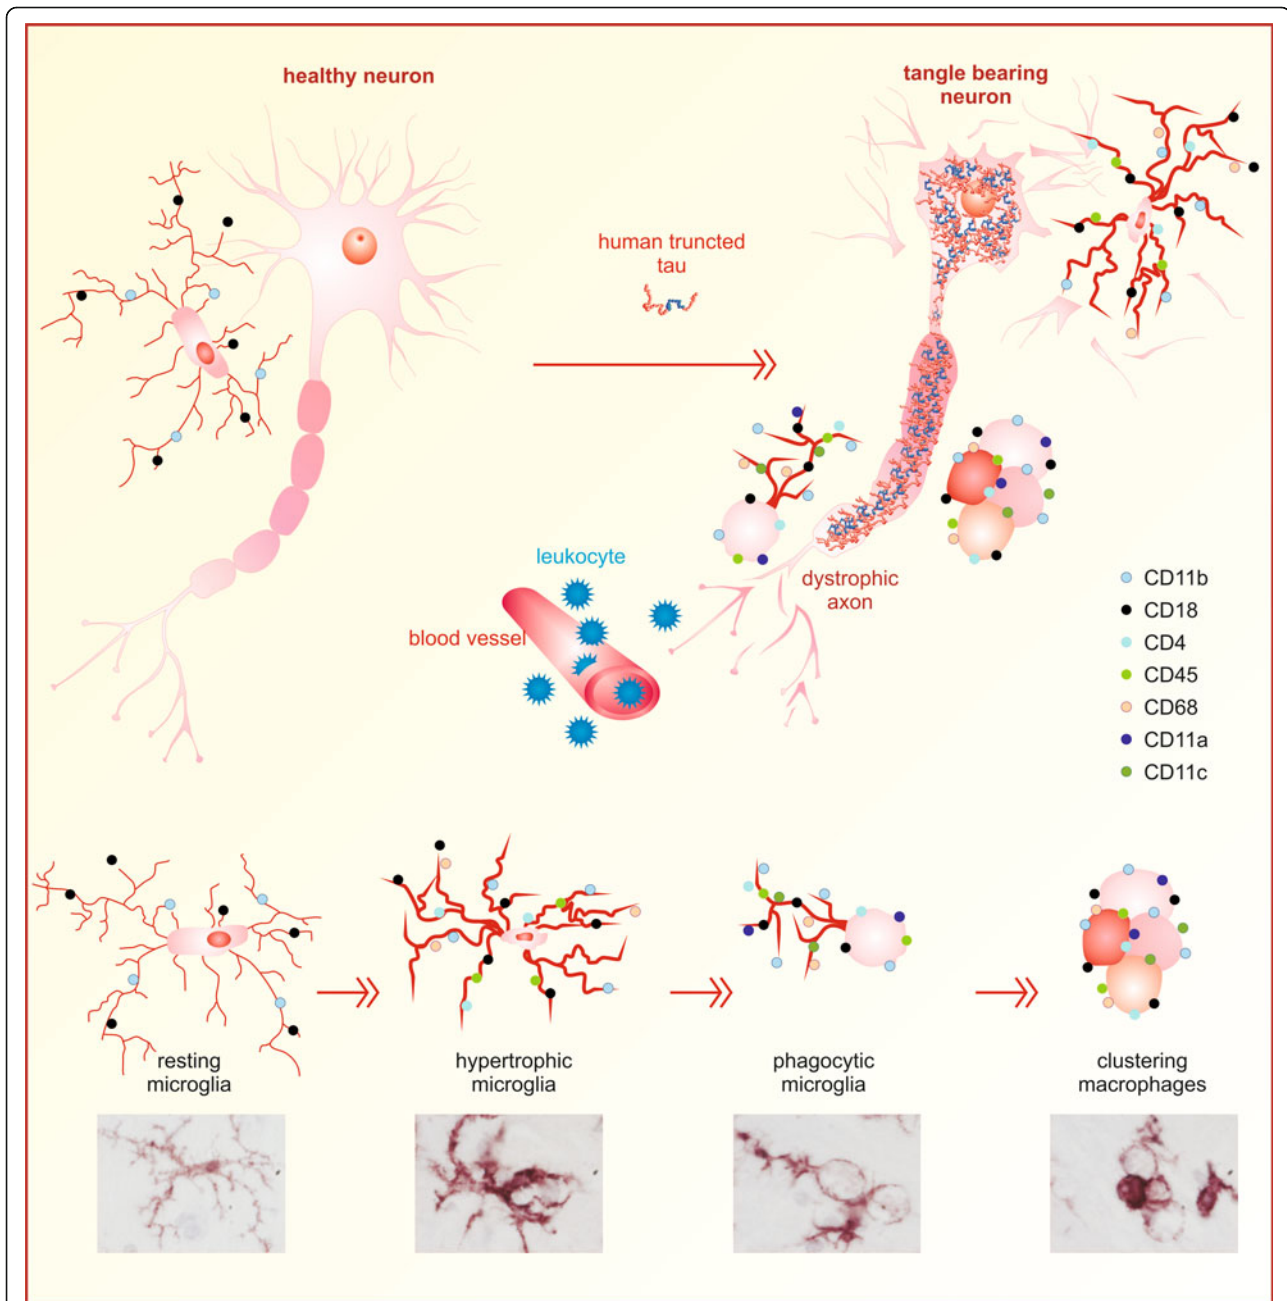 healthy neuron
tangle bearing
neuron
human truncted
tau
leukocyte
blood vessel
dystrophic
axon
CD11b
CD18
CD4
CD45
CD68
CD11a
CD11c
resting
microglia
hypertrophic
microglia
phagocytic
microglia
clustering
macrophages